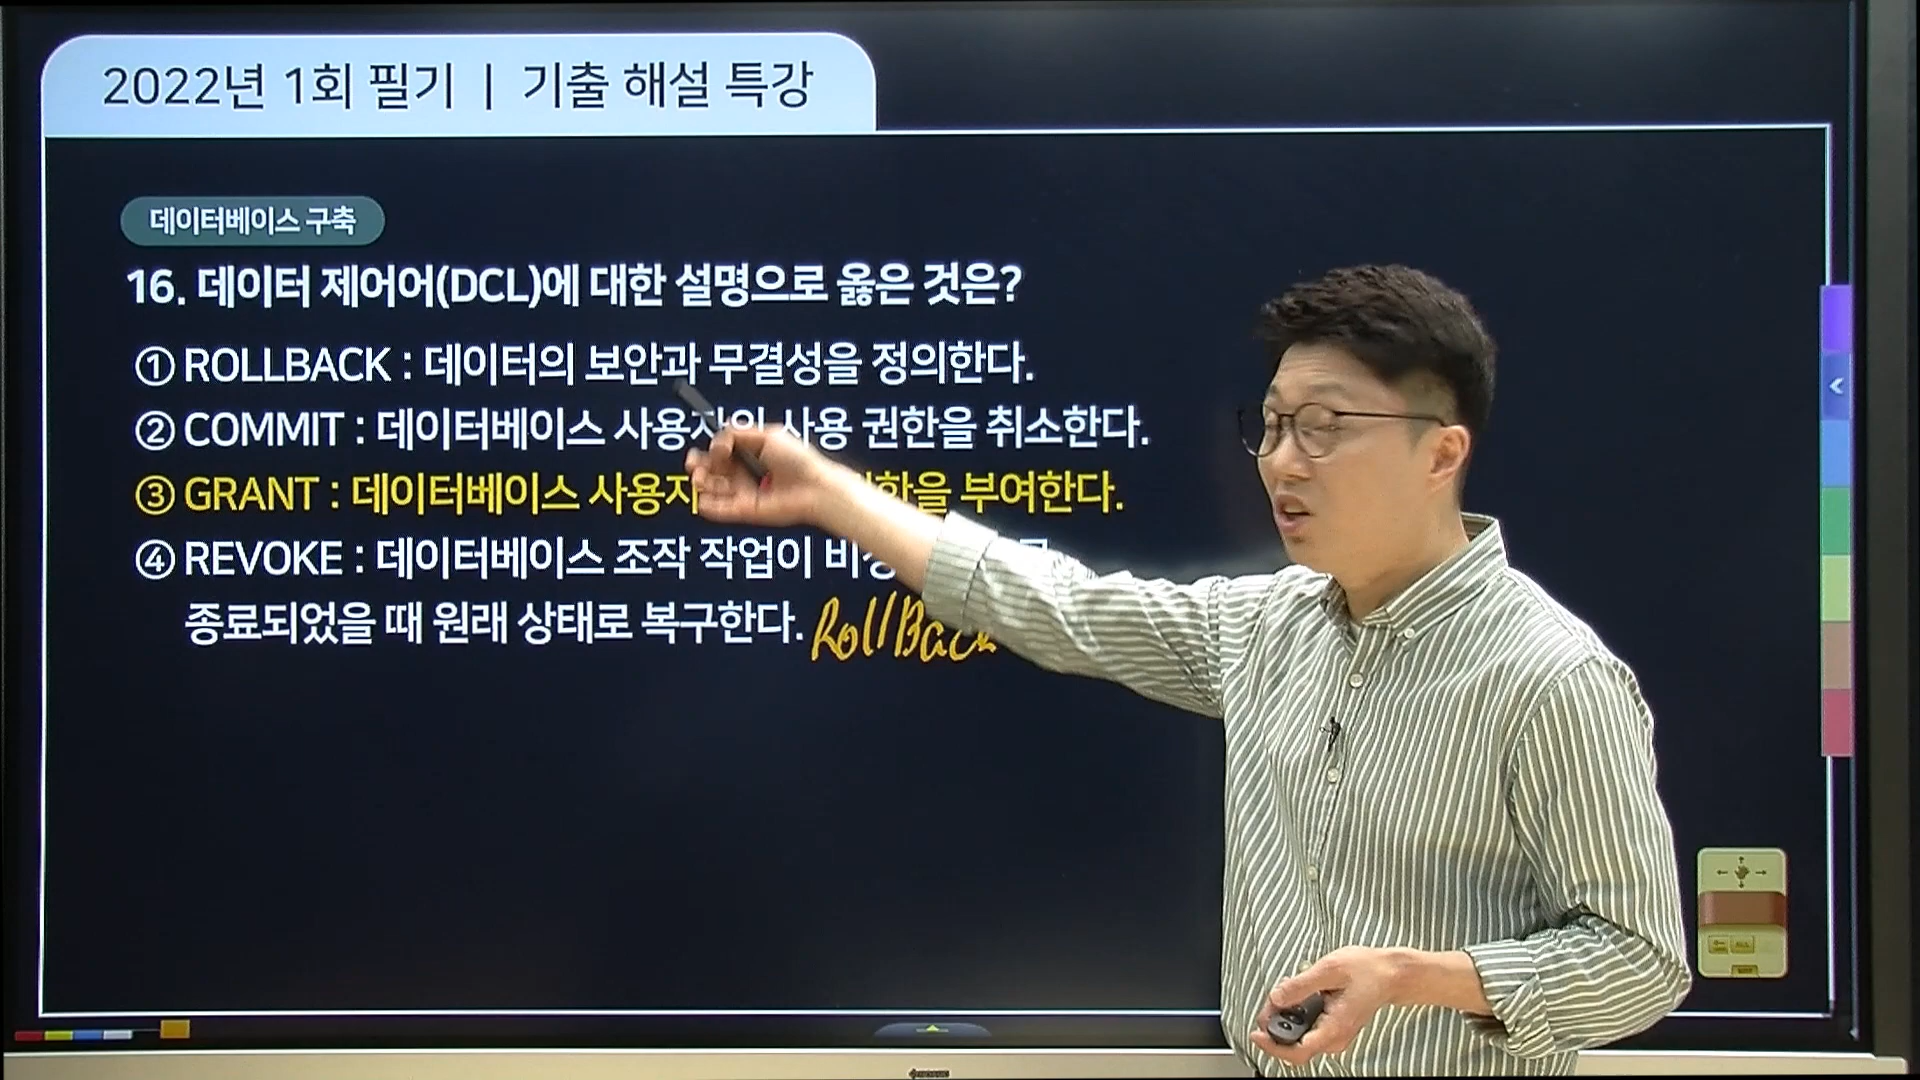 2022년 1회 필기 | 기출 해설 특강
데이터베이스 구축
16. 데이터 제어어(DCL)에 대한 설명으로 옳은 것은?
① ROLLBACK : 데이터의 보안과 무결성을 정의한다.
② COMMIT : 데이터베이스 사용자의 사용 권한을 취소한다.
③ GRANT : 데이터베이스 사용자 부여한다.
④ REVOKE : 데이터베이스 조작 작업이
종료되었을 때 원래 상태로 복구한다. RollBack